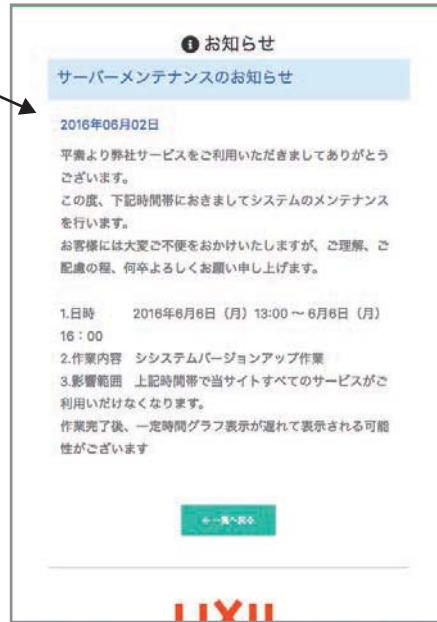 お知らせ
サーバーメンテナンスのお知らせ
2016年06月02日
平素より弊社サービスをご利用いただきましてありがとう
ございます。
この度、下記時間帯におきましてシステムのメンテナンス
を行います。
お客様には大変ご不便をおかけいたしますが、ご理解、ご
配慮の程、何卒よろしくお願い申し上げます。
1.日時 2016年6月6日（月）13:00 ～ 6月6日（月）
16：00
2.作業内容 シシステムバージョンアップ作業
3.影響範囲 上記時間帯で当サイトすべてのサービスがご
利用いだけなくなります。
作業完了後、一定時間グラフ表示が遅れて表示される可能
性がございます
一覧へ戻る